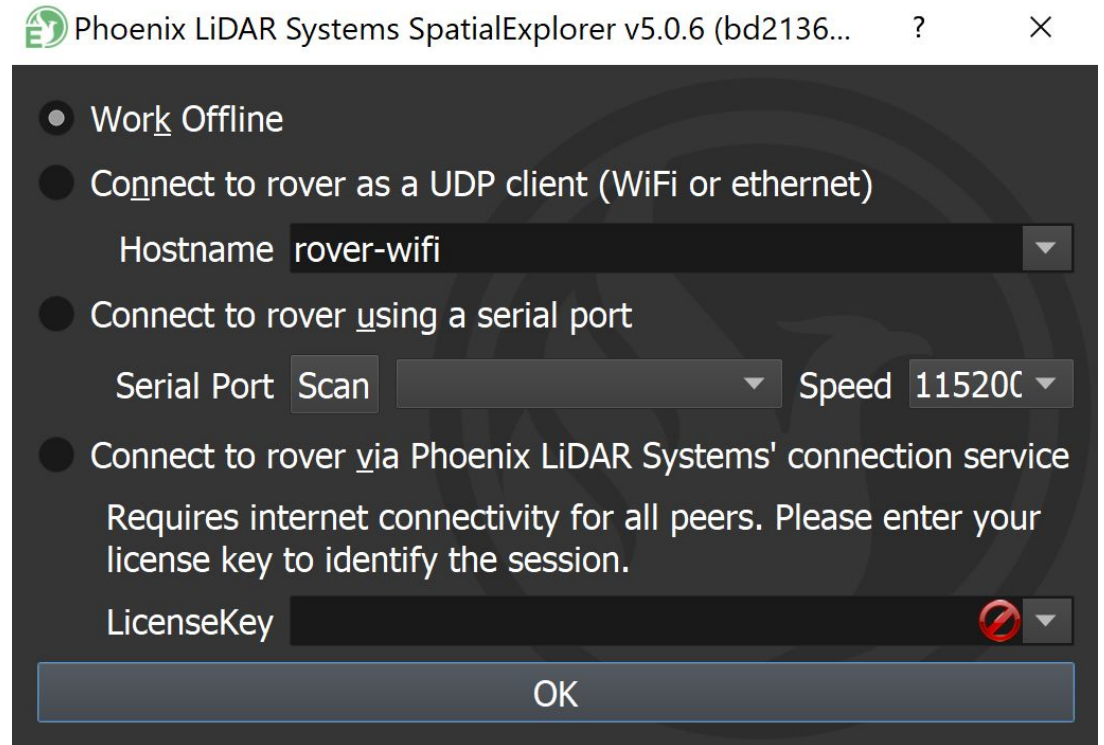 Phoenix LiDAR Systems SpatialExplorer v5.0.6 (bd2136... ? ×
Work Offline
Connect to rover as a UDP client (WiFi or ethernet)
Hostname rover-wifi
Connect to rover using a serial port
Serial Port Scan Speed 115200
Connect to rover via Phoenix LiDAR Systems' connection service
Requires internet connectivity for all peers. Please enter your
license key to identify the session.
LicenseKey
OK